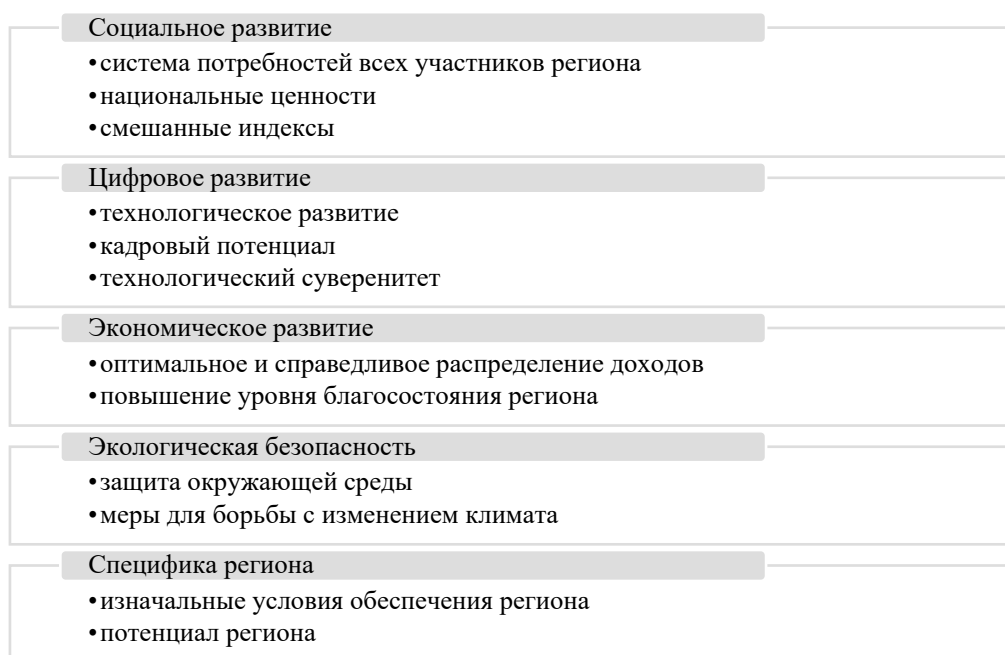 Социальное развитие
•система потребностей всех участников региона
•национальные ценности
•смешанные индексы
Цифровое развитие
•технологическое развитие
•кадровый потенциал
•технологический суверенитет
Экономическое развитие
•оптимальное и справедливое распределение доходов
•повышение уровня благосостояния региона
Экологическая безопасность
•защита окружающей среды
•меры для борьбы с изменением климата
Специфика региона
•изначальные условия обеспечения региона
•потенциал региона